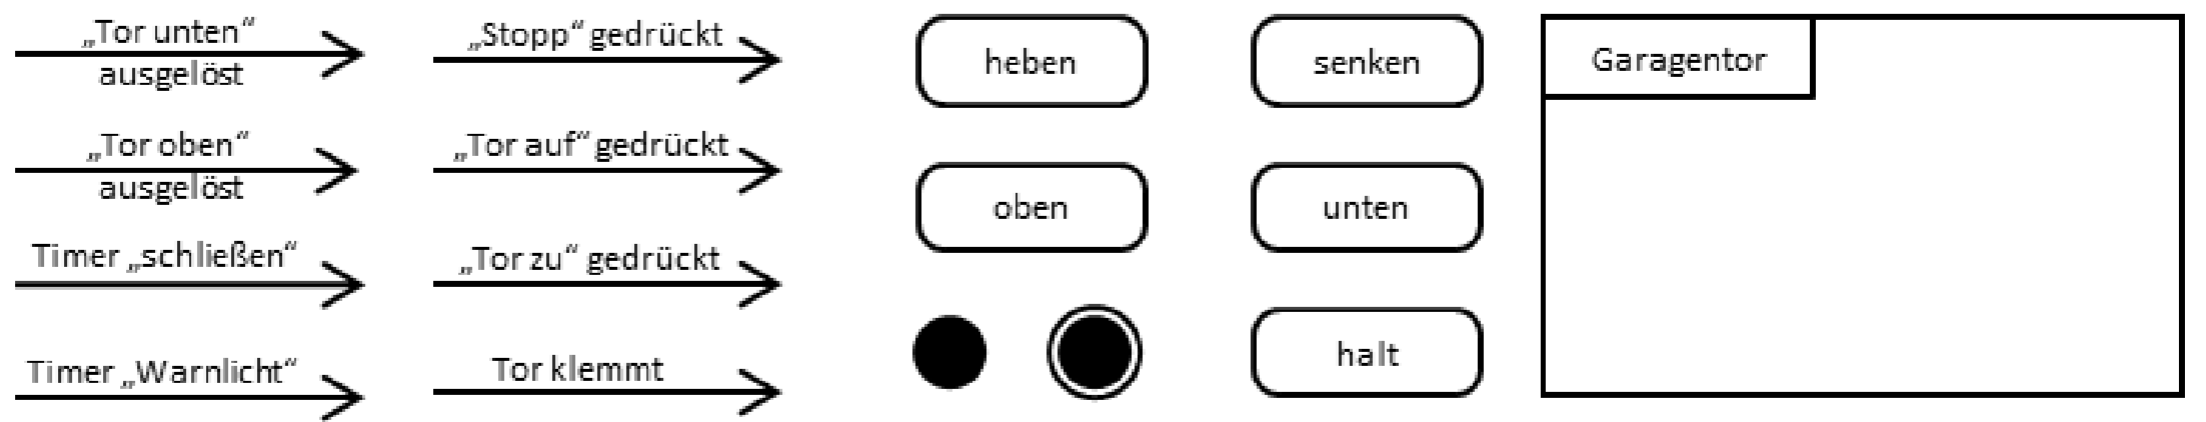 „Tor unten“
ausgelöst
„Tor oben“
ausgelöst
Timer „schließen“
Timer „Warnlicht“
„Stopp“ gedrückt
„Tor auf“ gedrückt
„Tor zu“ gedrückt
Tor klemmt
heben
senken
oben
unten
halt
Garagentor